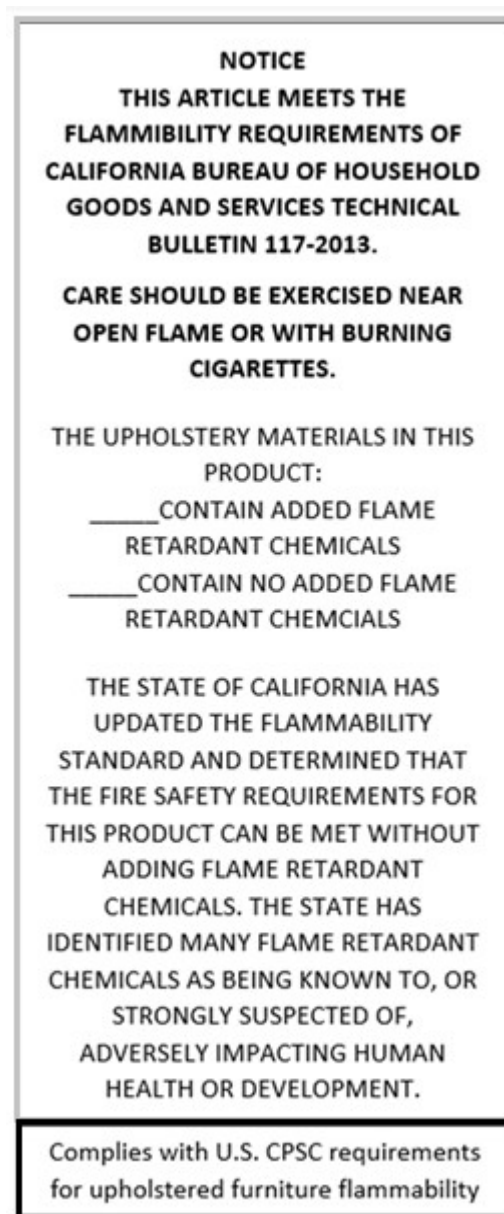 NOTICE
THIS ARTICLE MEETS THE
FLAMMIBILITY REQUIREMENTS OF
CALIFORNIA BUREAU OF HOUSEHOLD
GOODS AND SERVICES TECHNICAL
BULLETIN 117-2013.
CARE SHOULD BE EXERCISED NEAR
OPEN FLAME OR WITH BURNING
CIGARETTES.
THE UPHOLSTERY MATERIALS IN THIS
PRODUCT:
_____CONTAIN ADDED FLAME
RETARDANT CHEMICALS
_____CONTAIN NO ADDED FLAME
RETARDANT CHEMCIALS
THE STATE OF CALIFORNIA HAS
UPDATED THE FLAMMABILITY
STANDARD AND DETERMINED THAT
THE FIRE SAFETY REQUIREMENTS FOR
THIS PRODUCT CAN BE MET WITHOUT
ADDING FLAME RETARDANT
CHEMICALS. THE STATE HAS
IDENTIFIED MANY FLAME RETARDANT
CHEMICALS AS BEING KNOWN TO, OR
STRONGLY SUSPECTED OF,
ADVERSELY IMPACTING HUMAN
HEALTH OR DEVELOPMENT.
Complies with U.S. CPSC requirements
for upholstered furniture flammability